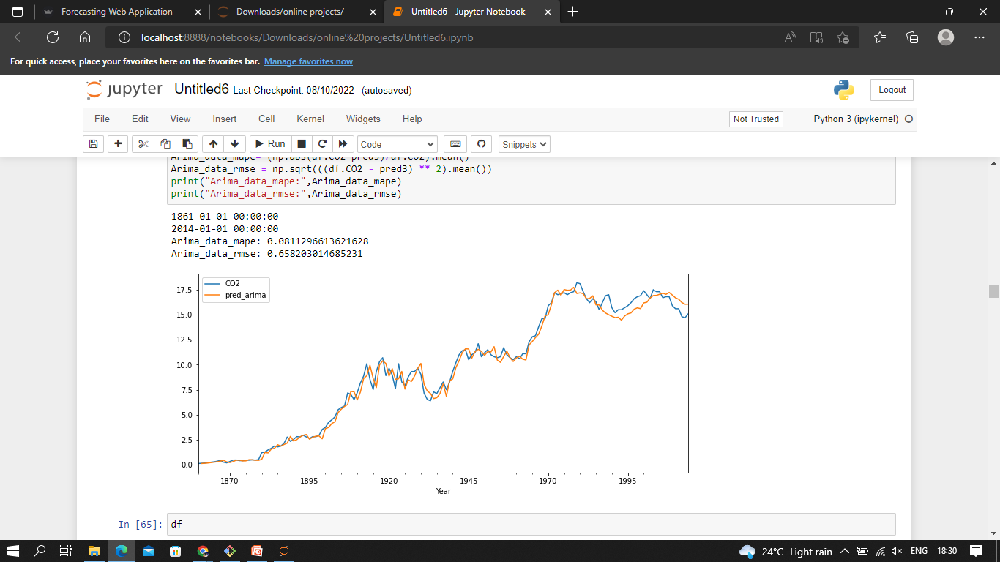 Forecasting Web Application
Downloads/online projects/
Untitled6 - Jupyter Notebook
localhost:8888/notebooks/Downloads/online%20projects/Untitled6.ipynb
For quick access, place your favorites here on the favorites bar. Manage favorites now
jupyter Untitled6 Last Checkpoint: 08/10/2022 (autosaved)
Logout
File Edit View Insert Cell Kernel Widgets Help
Not Trusted
Python 3 (ipykernel)
Run
Code
Snippets
Arima_data_mape= (np.abs(df.CO2-pred3)/df.CO2).mean()
Arima_data_rmse = np.sqrt(((df.CO2 - pred3) ** 2).mean())
print("Arima_data_mape:",Arima_data_mape)
print("Arima_data_rmse:",Arima_data_rmse)
1861-01-01 00:00:00
2014-01-01 00:00:00
Arima_data_mape: 0.0811296613621628
Arima_data_rmse: 0.658203014685231
CO2
pred_arima
17.5
15.0
12.5
10.0
7.5
5.0
2.5
0.0
1870 1895 1920 1945 1970 1995
Year
In [65]: df
24°C Light rain
ENG 18:30